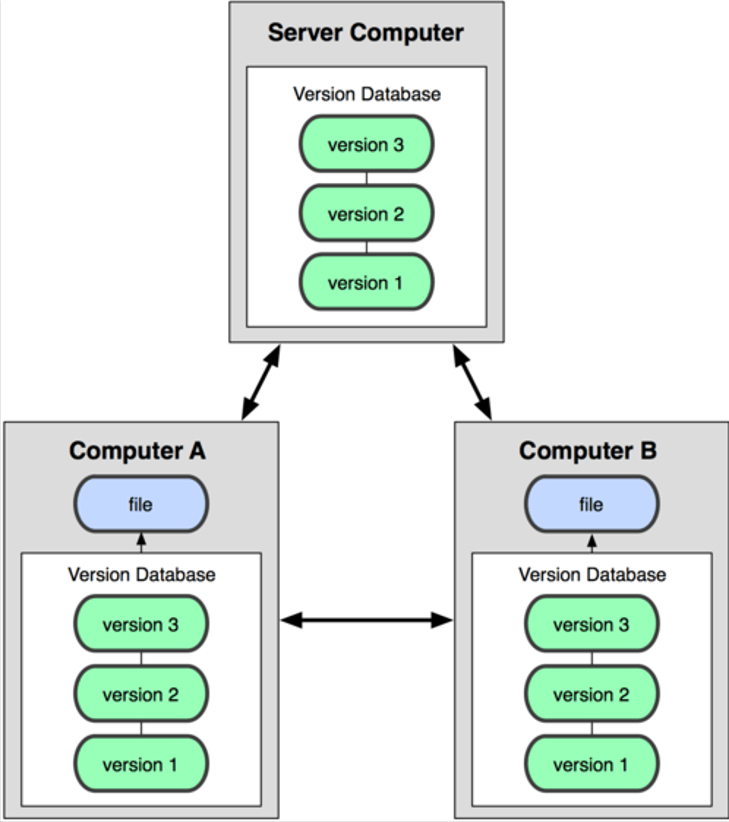 Server Computer
Version Database
version 3
version 2
version 1
Computer A
file
Version Database
version 3
version 2
version 1
Computer B
file
Version Database
version 3
version 2
version 1